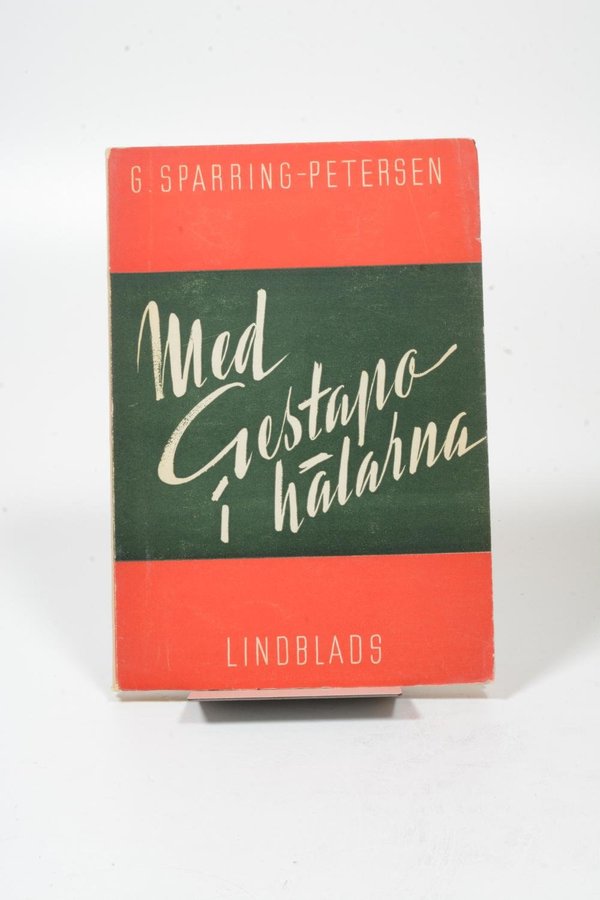 G. SPARRING-PETERSEN
Med
Gestapo
i hälarna
LINDBLADS